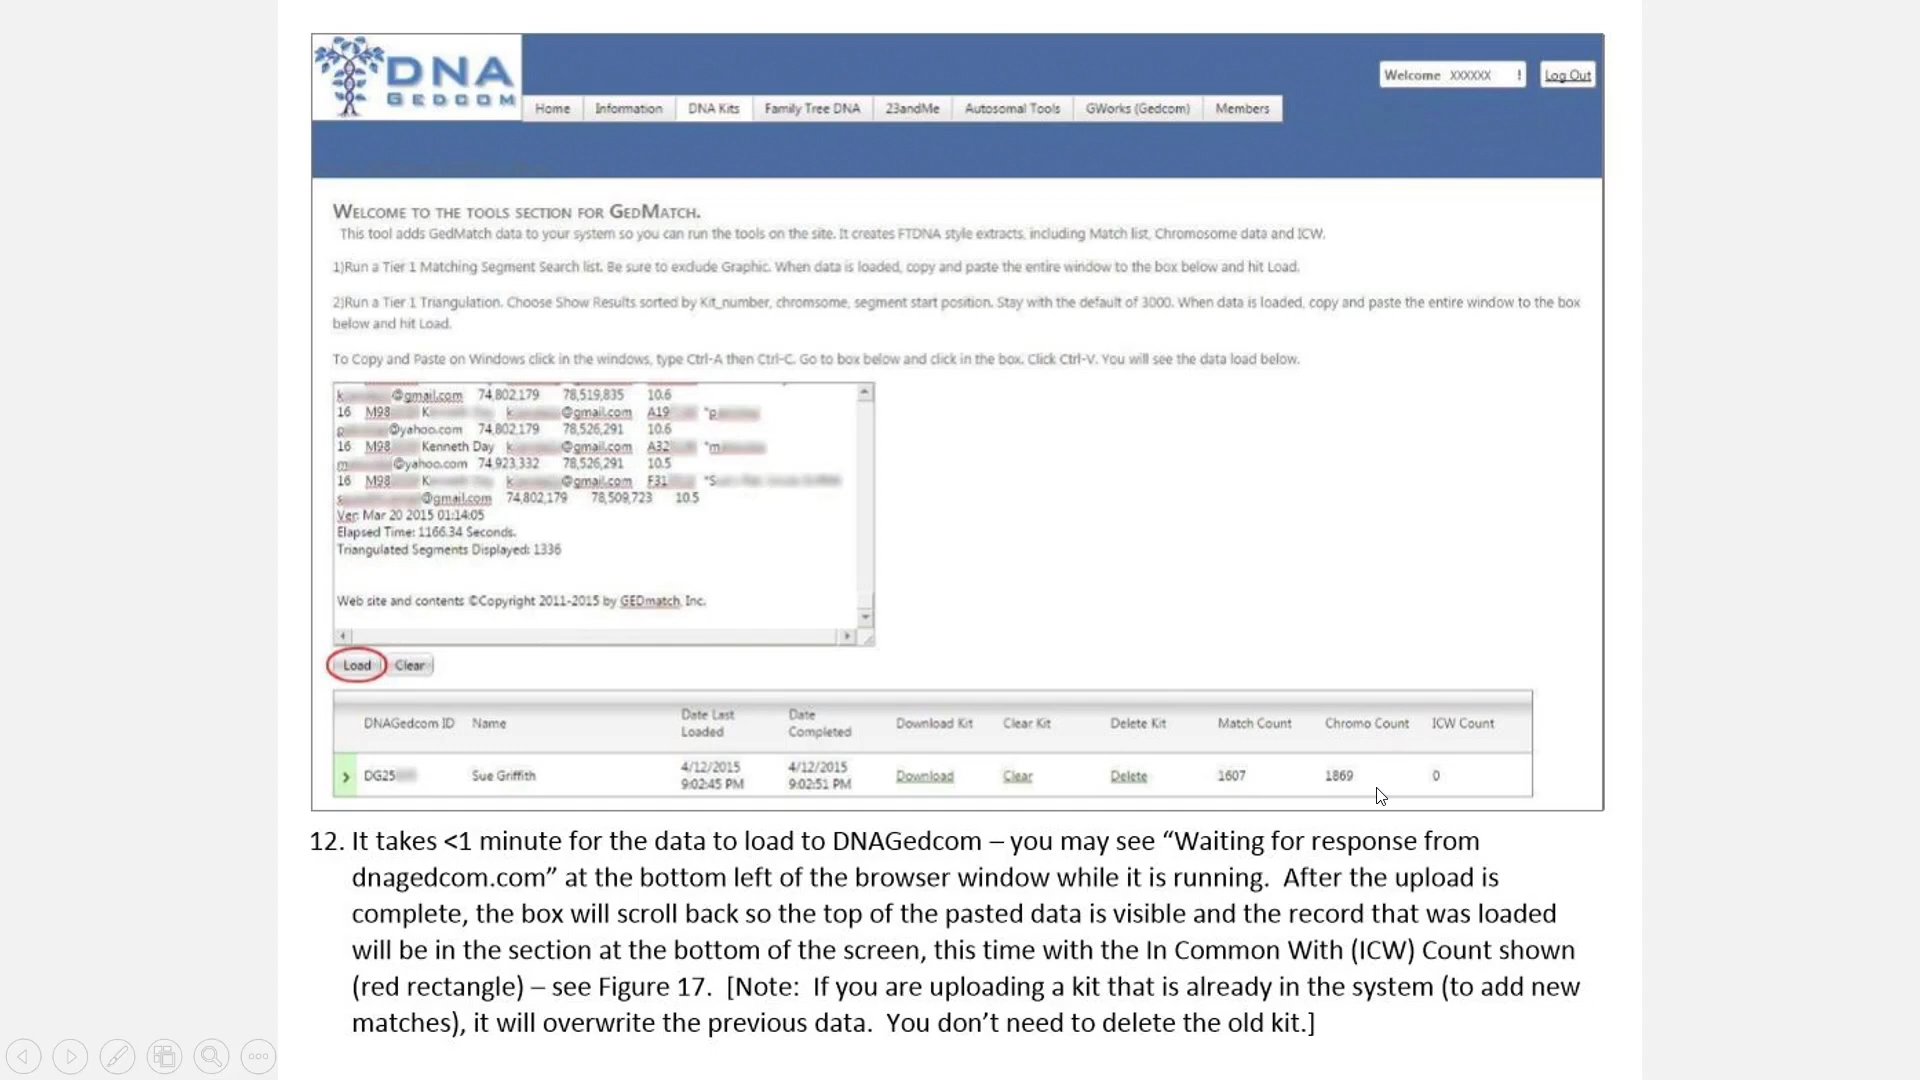 DNA
GEDCOM
Welcome XXXXXX !
Log Out
Home Information DNA Kits Family Tree DNA 23andMe Autosomal Tools GWorks (Gedcom) Members
WELCOME TO THE TOOLS SECTION FOR GEDMATCH.
This tool adds GedMatch data to your system so you can run the tools on the site. It creates FTDNA style extracts, including Match list, Chromosome data and ICW.
1)Run a Tier 1 Matching Segment Search list. Be sure to exclude Graphic. When data is loaded, copy and paste the entire window to the box below and hit Load.
2)Run a Tier 1 Triangulation. Choose Show Results sorted by Kit_number, chromsome, segment start position. Stay with the default of 3000. When data is loaded, copy and paste the entire window to the box
below and hit Load.
To Copy and Paste on Windows click in the windows, type Ctrl-A then Ctrl-C. Go to box below and click in the box. Click Ctrl-V. You will see the data load below.
k @gmail.com 74,802,179 78,519,835 10.6
16 M98 K k @gmail.com A19 *p
p @yahoo.com 74,802,179 78,526,291 10.6
16 M98 Kenneth Day k @gmail.com A32 *m
m @yahoo.com 74,923,332 78,526,291 10.5
16 M98 K k @gmail.com F31 *S
s @gmail.com 74,802,179 78,509,723 10.5
Ver: Mar 20 2015 01:14:05
Elapsed Time: 1166.34 Seconds.
Triangulated Segments Displayed: 1336
Web site and contents ©Copyright 2011-2015 by GEDmatch, Inc.
Load Clear
DNAGedcom ID Name Date Last Loaded Date Completed Download Kit Clear Kit Delete Kit Match Count Chromo Count ICW Count
DG25 Sue Griffith 4/12/2015 9:02:45 PM 4/12/2015 9:02:51 PM Download Clear Delete 1607 1869 0
12. It takes <1 minute for the data to load to DNAGedcom – you may see “Waiting for response from
dnagedcom.com” at the bottom left of the browser window while it is running. After the upload is
complete, the box will scroll back so the top of the pasted data is visible and the record that was loaded
will be in the section at the bottom of the screen, this time with the In Common With (ICW) Count shown
(red rectangle) – see Figure 17. [Note: If you are uploading a kit that is already in the system (to add new
matches), it will overwrite the previous data. You don’t need to delete the old kit.]